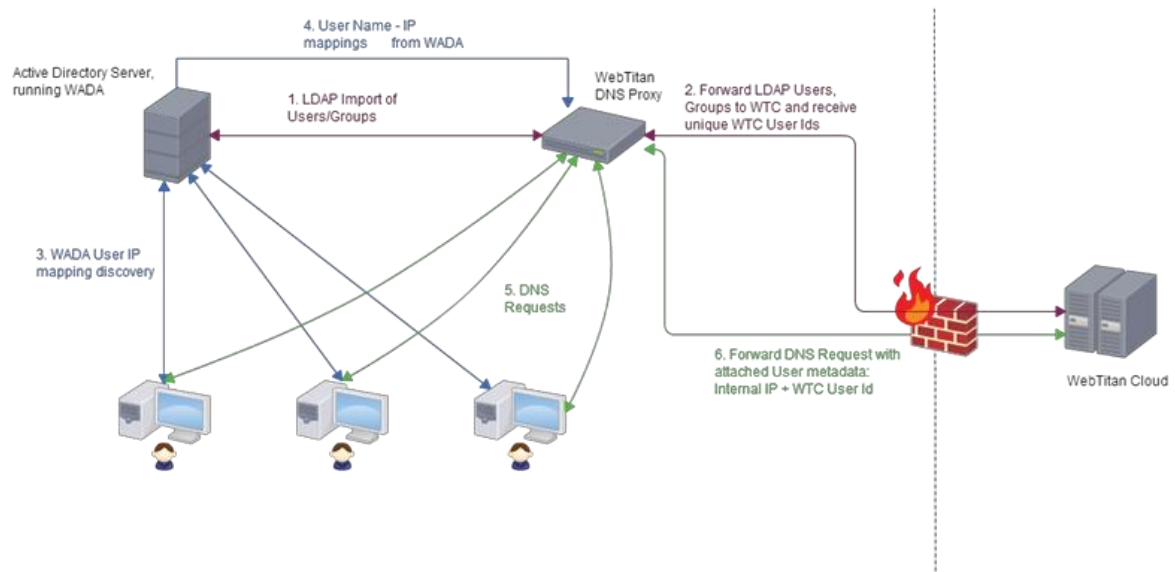 4. User Name - IP
mappings from WADA
Active Directory Server,
running WADA
WebTitan
DNS Proxy
1. LDAP Import of
Users/Groups
2. Forward LDAP Users,
Groups to WTC and receive
unique WTC User Ids
3. WADA User IP
mapping discovery
5. DNS
Requests
6. Forward DNS Request with
attached User metadata:
Internal IP + WTC User Id
WebTitan Cloud